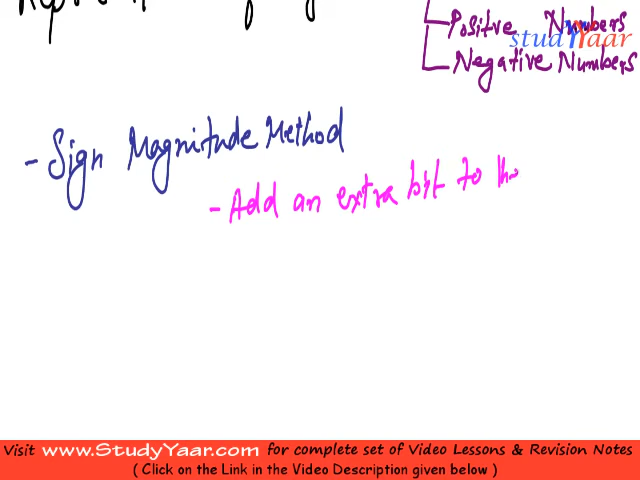 Positve Numbers
studYaar
Negative Numbers
- Sign Magnitude Method
- Add an extra bit to the
Visit www.StudyYaar.com for complete set of Video Lessons & Revision Notes
( Click on the Link in the Video Description given below )